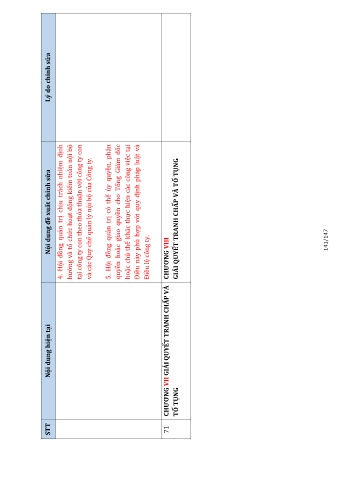 STT
Nội dung hiện tại
Nội dung đề xuất chỉnh sửa
Lý do chỉnh sửa
4. Hội đồng quản trị chịu trách nhiệm định
hướng và tổ chức hoạt động kiểm toán nội bộ
tại công ty con theo thỏa thuận với công ty con
và các Quy chế quản lý nội bộ của Công ty.
5. Hội đồng quản trị có thể ủy quyền, phân
quyền hoặc giao quyền cho Tổng Giám đốc
hoặc chủ thể khác thực hiện các công việc tại
Điều này phù hợp với quy định pháp luật và
Điều lệ công ty.
71
CHƯƠNG VII GIẢI QUYẾT TRANH CHẤP VÀ
TỐ TỤNG
CHƯƠNG VIII
GIẢI QUYẾT TRANH CHẤP VÀ TỐ TỤNG
141/147